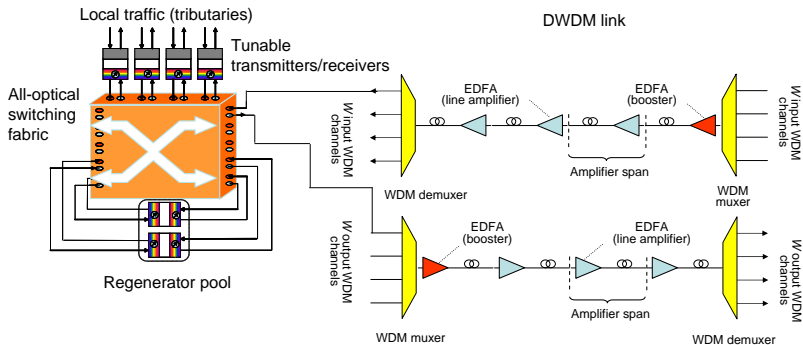 Local traffic (tributaries)
Tunable
transmitters/receivers
All-optical
switching
fabric
Regenerator pool
DWDM link
W input WDM
channels
WDM demuxer
EDFA
(line amplifier)
EDFA
(booster)
Amplifier span
WDM
muxer
W input WDM
channels
W output WDM
channels
WDM muxer
EDFA
(booster)
EDFA
(line amplifier)
Amplifier span
WDM demuxer
W output WDM
channels